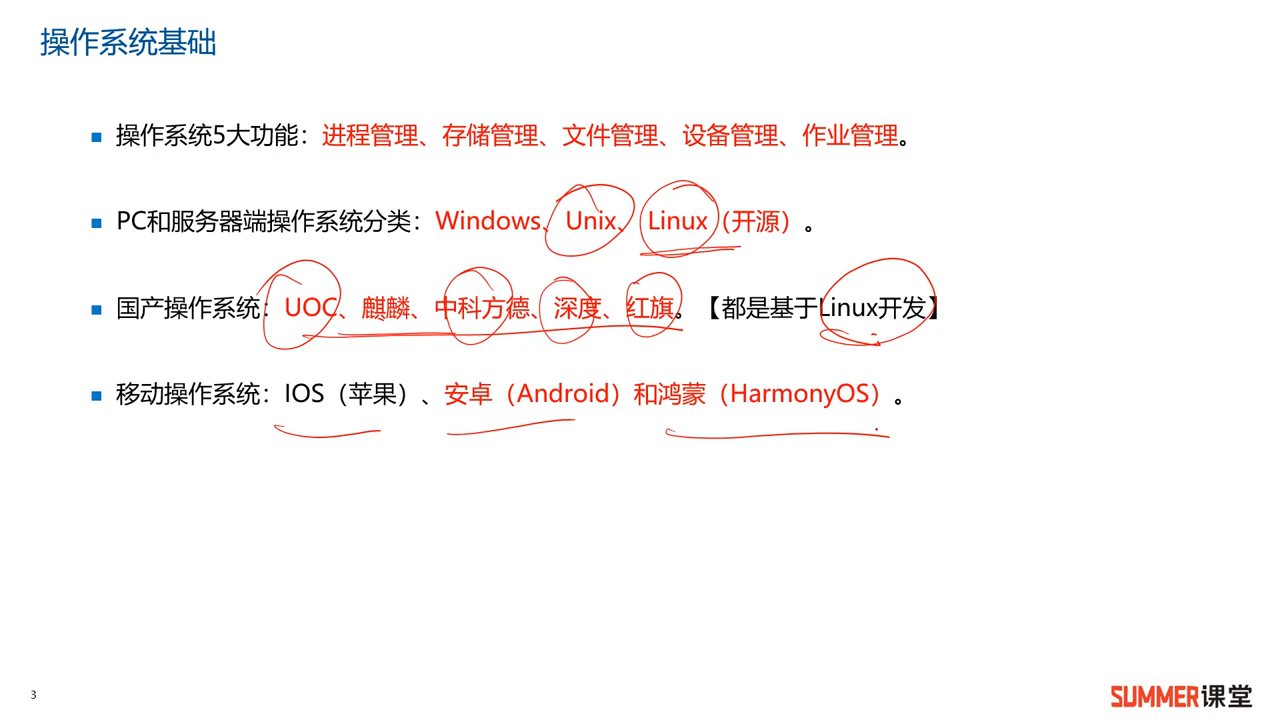 操作系统基础
操作系统5大功能：进程管理、存储管理、文件管理、设备管理、作业管理。
PC和服务器端操作系统分类：Windows、Unix、Linux（开源）。
国产操作系统：UOC、麒麟、中科方德、深度、红旗。【都是基于Linux开发】
移动操作系统：IOS（苹果）、安卓（Android）和鸿蒙（HarmonyOS）。
3
SUMMER课堂